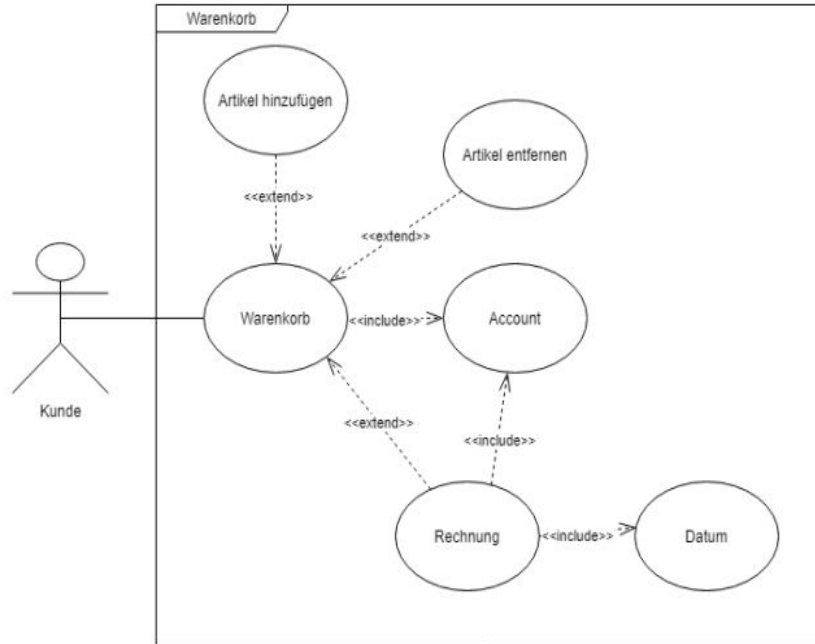 Warenkorb
Artikel hinzufügen
Artikel entfernen
<<extend>>
<<extend>>
Warenkorb
<<include>>
Account
Kunde
<<extend>>
<<include>>
Rechnung
<<include>>
Datum